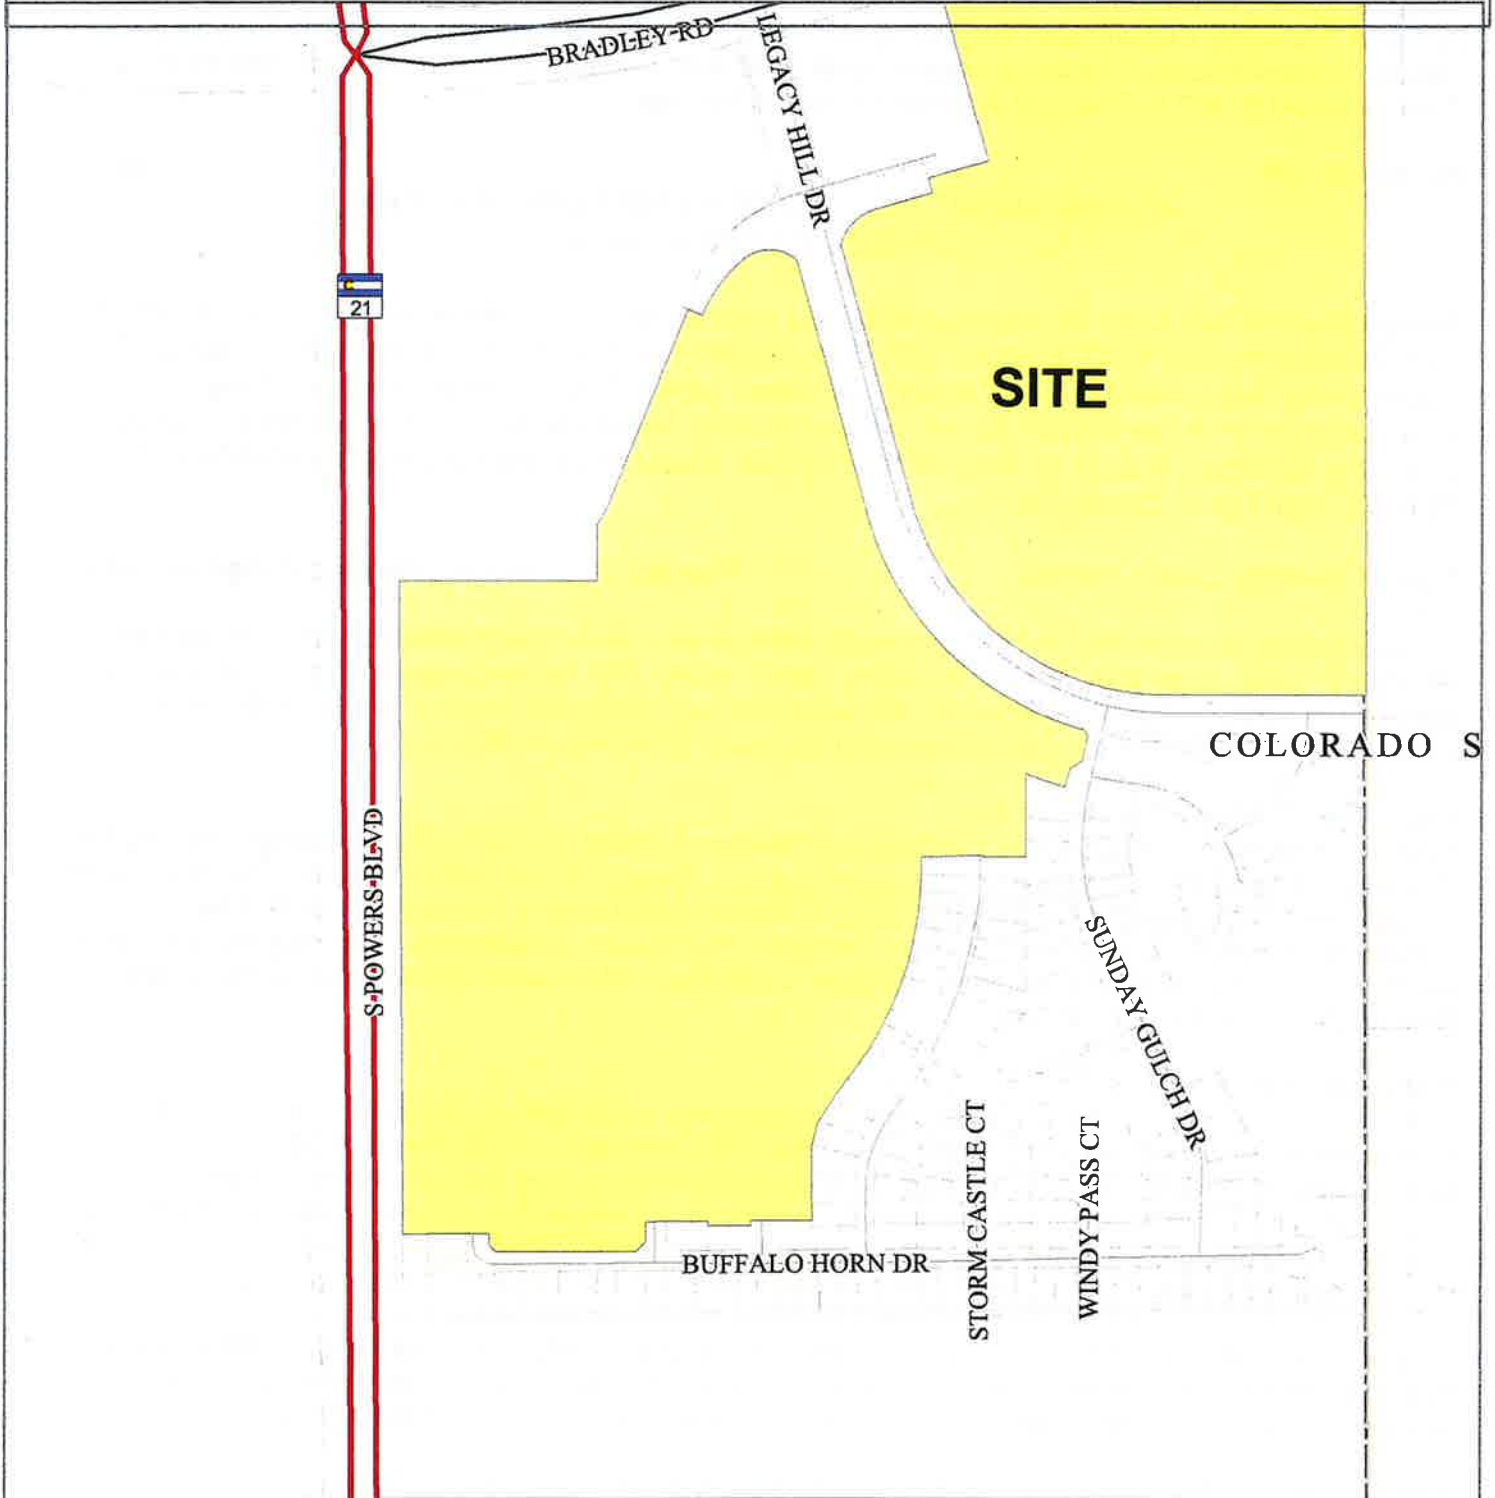 BRADLEY RD
LEGACY HILL DR
21
SITE
COLORADO S
S POWERS BLVD
SUNDAY GULCH DR
STORM CASTLE CT
WINDY PASS CT
BUFFALO HORN DR